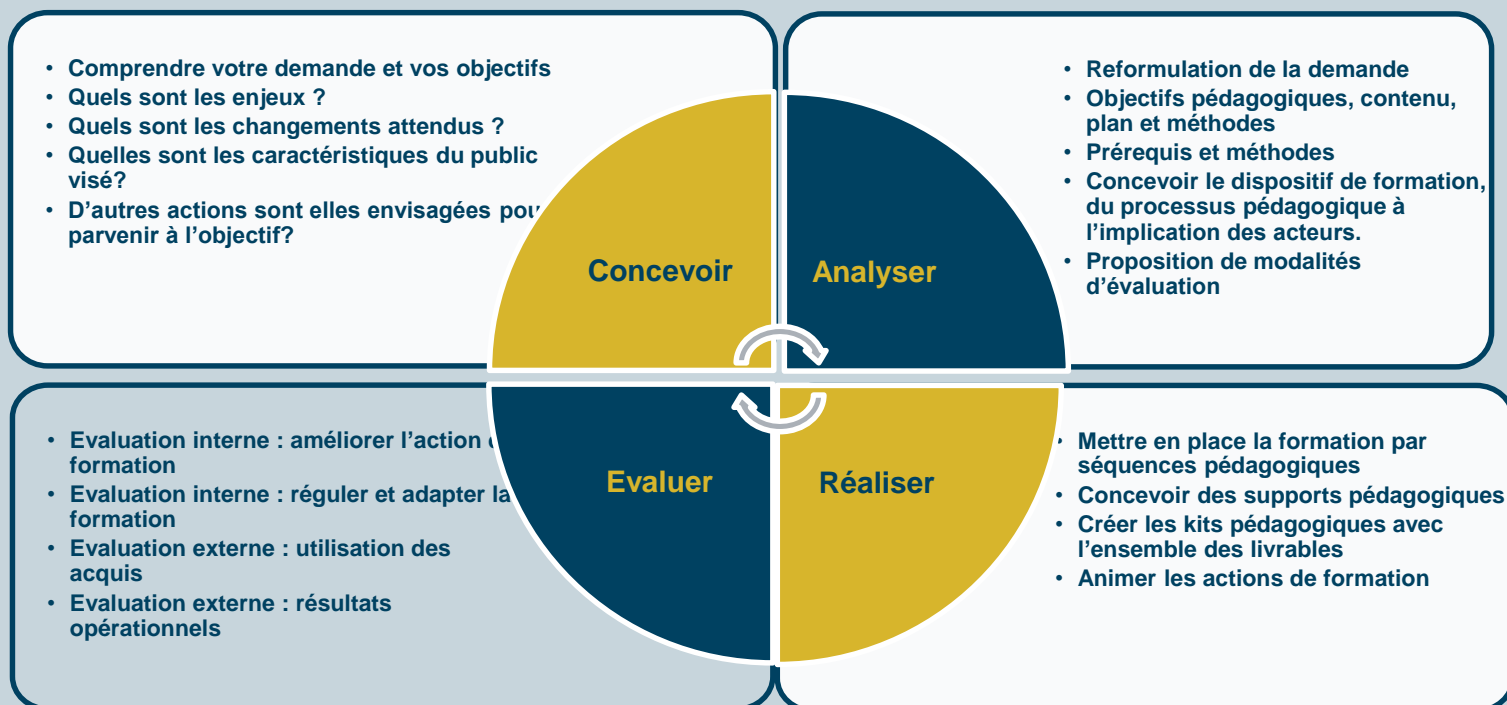 • Comprendre votre demande et vos objectifs
• Quels sont les enjeux ?
• Quels sont les changements attendus ?
• Quelles sont les caractéristiques du public
visé?
• D’autres actions sont elles envisagées pour
parvenir à l’objectif?
• Reformulation de la demande
• Objectifs pédagogiques, contenu,
plan et méthodes
• Prérequis et méthodes
• Concevoir le dispositif de formation,
du processus pédagogique à
l’implication des acteurs.
• Proposition de modalités
d’évaluation
Concevoir
Analyser
• Evaluation interne : améliorer l’action
formation
• Evaluation interne : réguler et adapter la
formation
• Evaluation externe : utilisation des
acquis
• Evaluation externe : résultats
opérationnels
Evaluer
Réaliser
• Mettre en place la formation par
séquences pédagogiques
• Concevoir des supports pédagogiques
• Créer les kits pédagogiques avec
l’ensemble des livrables
• Animer les actions de formation